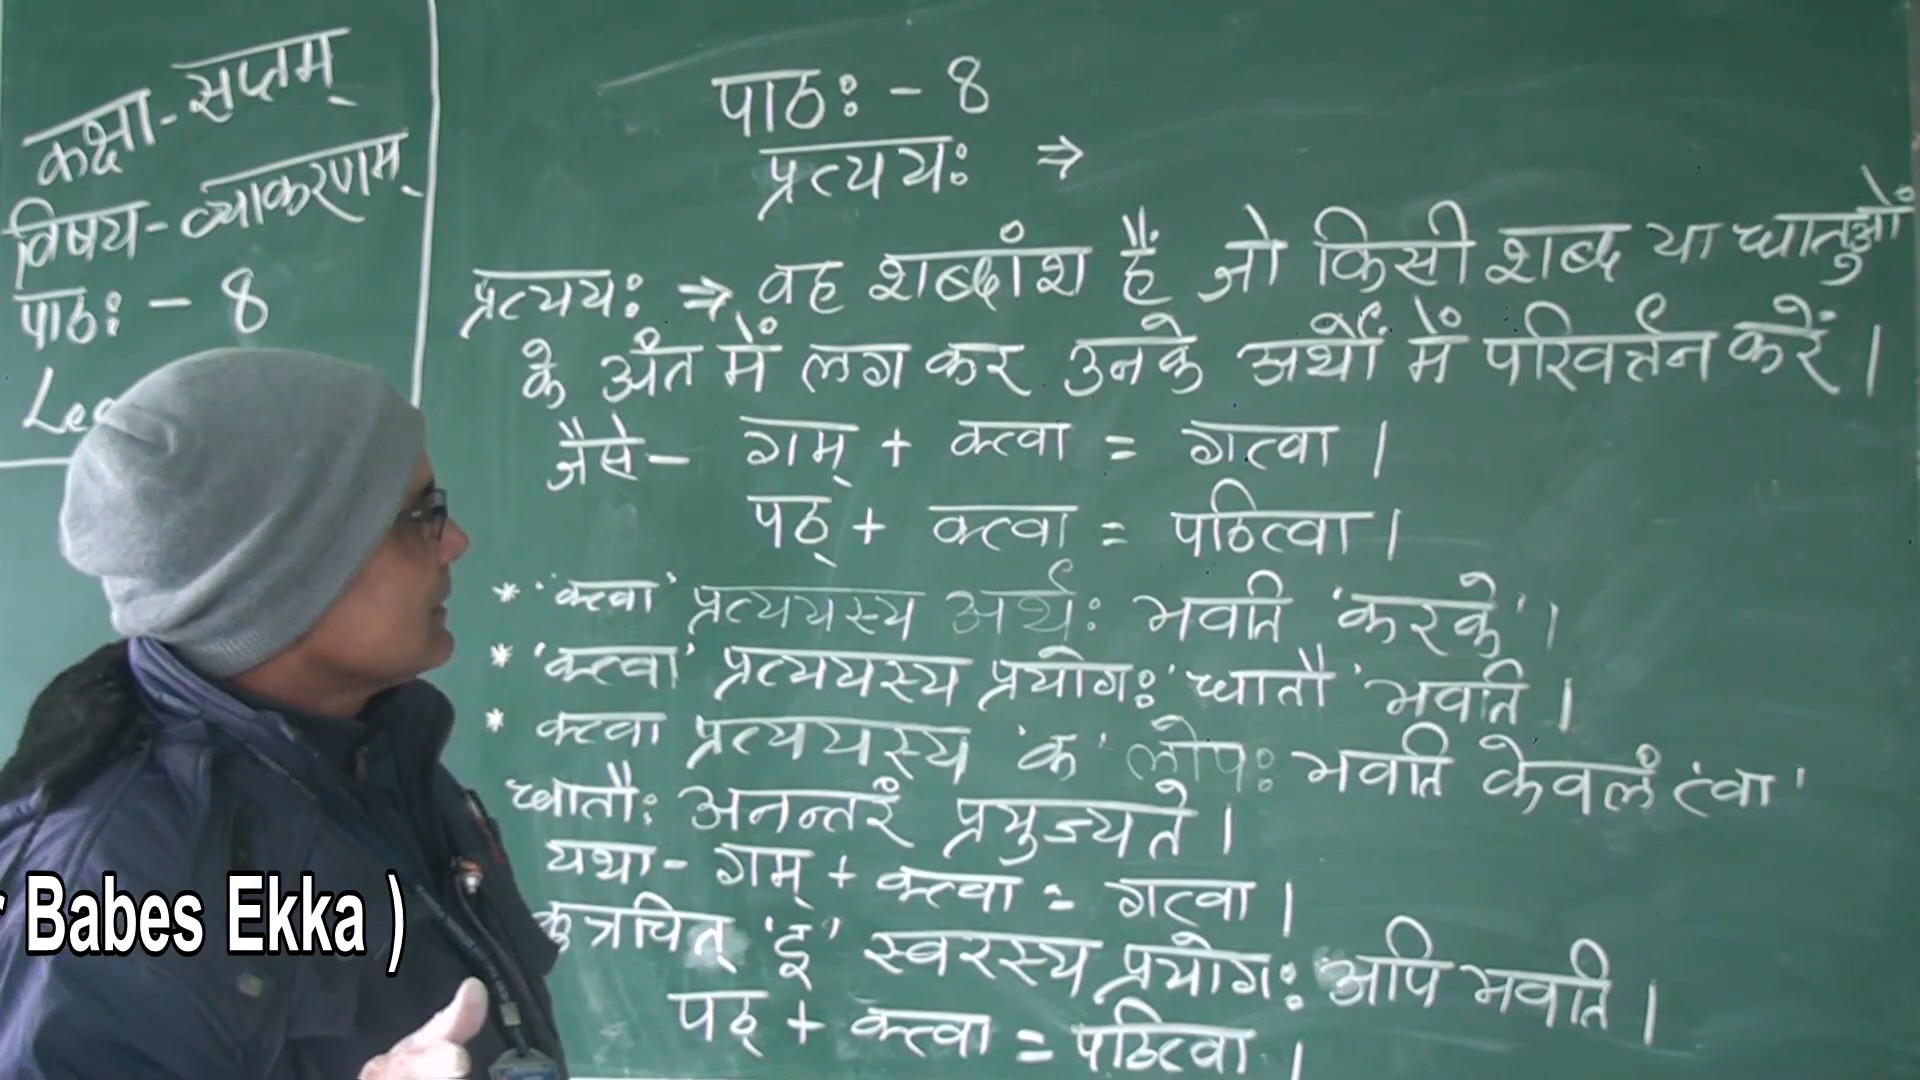 कक्षा - सप्तम्
विषय - व्याकरणम्
पाठः - 8
पाठः - 8
प्रत्ययः ⇒
प्रत्ययः ⇒ वह शब्दांश है जो किसी शब्द या धातुओं
के अंत में लग कर उनके अर्थों में परिवर्त्तन करें ।
जैसे - गम् + क्त्वा = गत्वा ।
पठ् + क्त्वा = पठित्वा ।
* 'क्त्वा' प्रत्ययस्य अर्थः भवति 'करके' ।
* 'क्त्वा' प्रत्ययस्य प्रयोगः 'धातौ' भवति ।
* क्त्वा प्रत्ययस्य 'क' लोपः भवति केवलं 'त्वा'
धातौः अनन्तरं प्रयुज्यते ।
यथा - गम् + क्त्वा = गत्वा ।
कुत्रचित् 'इ' स्वरस्य प्रयोगः अपि भवति ।
पठ् + क्त्वा = पठित्वा ।
Babes Ekka )